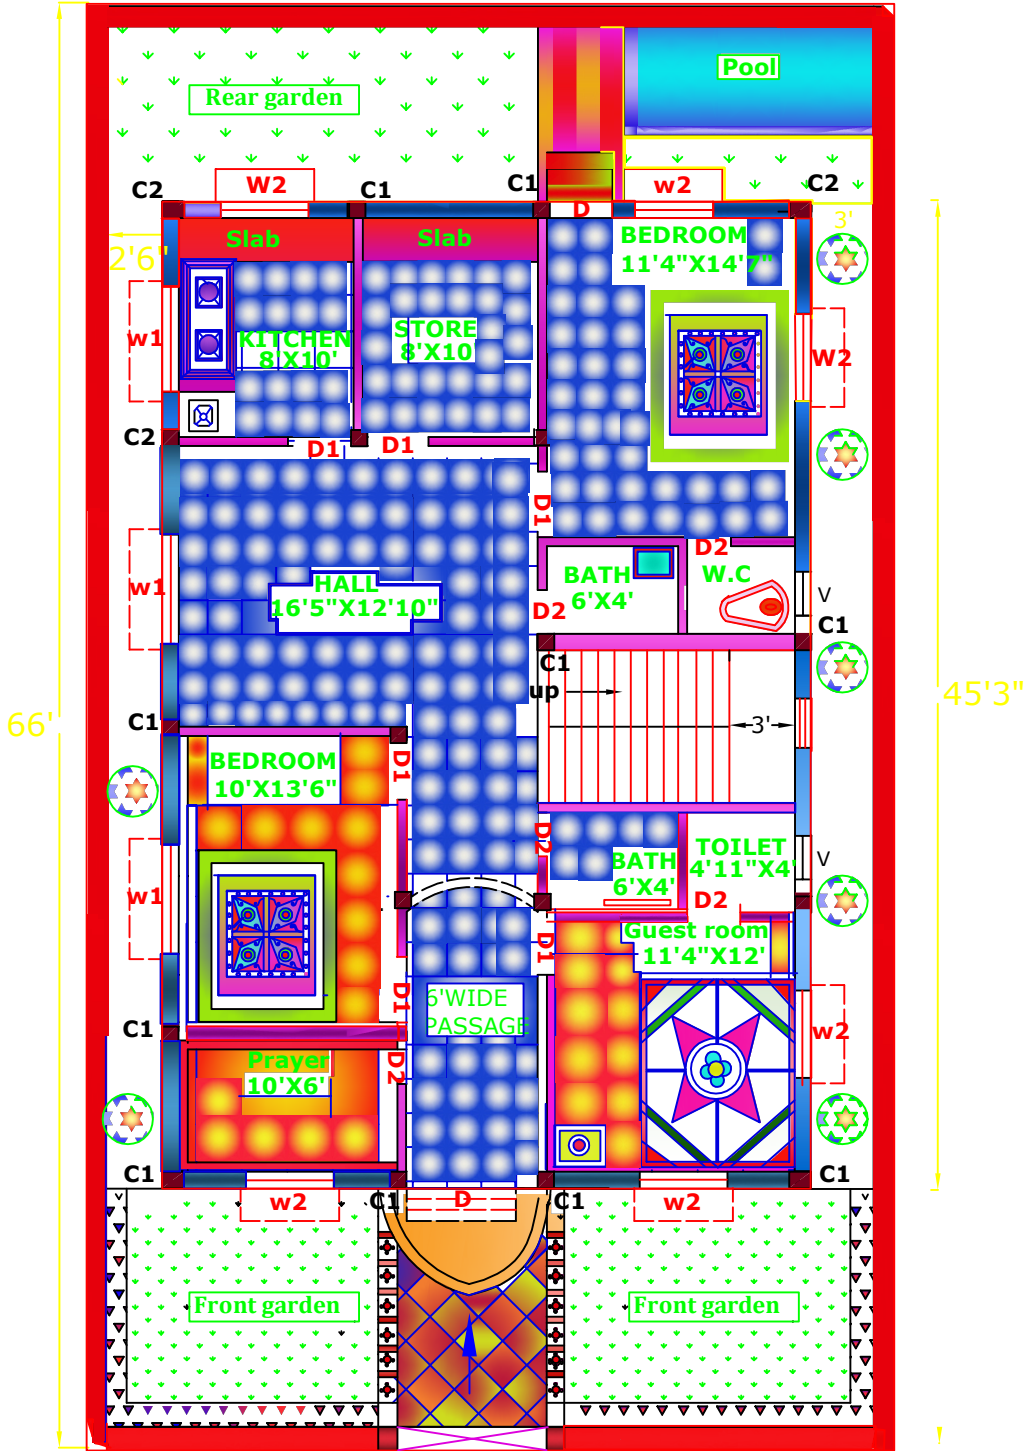 Pool
Rear garden
C2
W2
C1
C1
w2
C2
D
3'
Slab
Slab
BEDROOM
11'4"X14'7"
2'6"
w1
KITCHEN
8'X10'
STORE
8'X10
W2
C2
D1
D1
D1
D2
BATH
6'X4'
W.C
w1
HALL
16'5"X12'10"
D2
V
C1
C1
up
45'3"
66'
C1
3'
BEDROOM
10'X13'6"
D1
D2
BATH
6'X4'
TOILET
4'11"X4'
V
w1
D2
Guest room
11'4"X12'
D1
D1
6'WIDE
PASSAGE
C1
w2
Prayer
10'X6'
D2
C1
w2
C1
D
C1
w2
C1
Front garden
Front garden